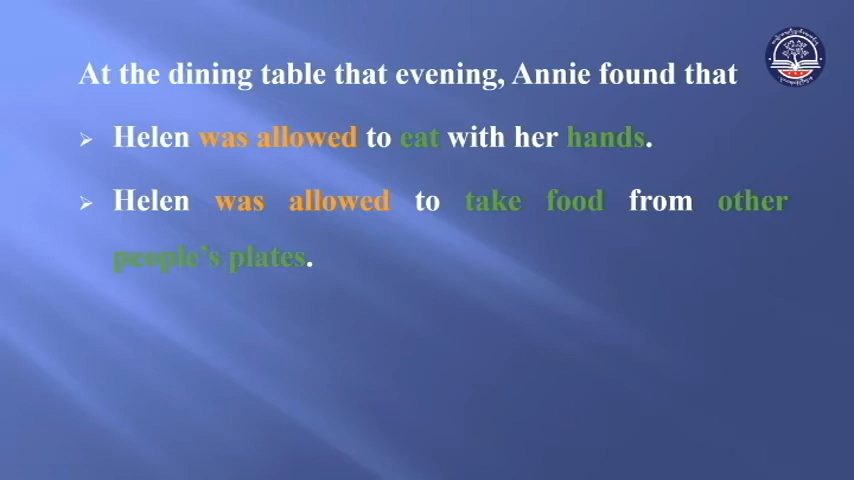 At the dining table that evening, Annie found that
Helen was allowed to eat with her hands.
Helen was allowed to take food from other
people's plates.